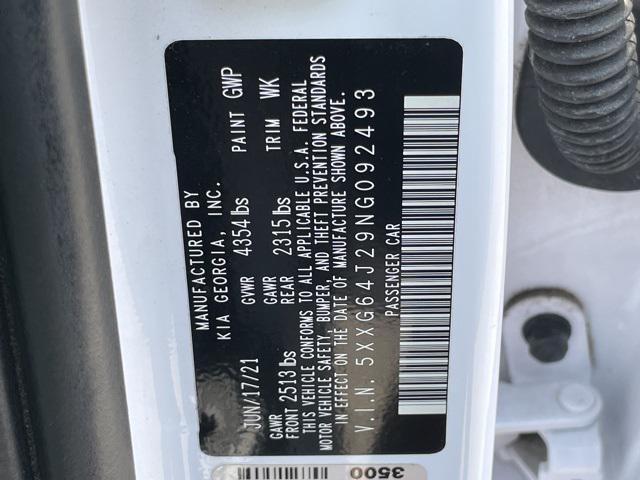 MANUFACTURED BY
KIA GEORGIA, INC.
JUN/17/21 GVWR 4354 lbs PAINT GWP
GAWR GAWR TRIM WK
FRONT 2513 lbs REAR 2315 lbs
THIS VEHICLE CONFORMS TO ALL APPLICABLE U.S.A. FEDERAL
MOTOR VEHICLE SAFETY, BUMPER, AND THEFT PREVENTION STANDARDS
IN EFFECT ON THE DATE OF MANUFACTURE SHOWN ABOVE.
V.I.N. 5XXG64J29NG092493
PASSENGER CAR
3500